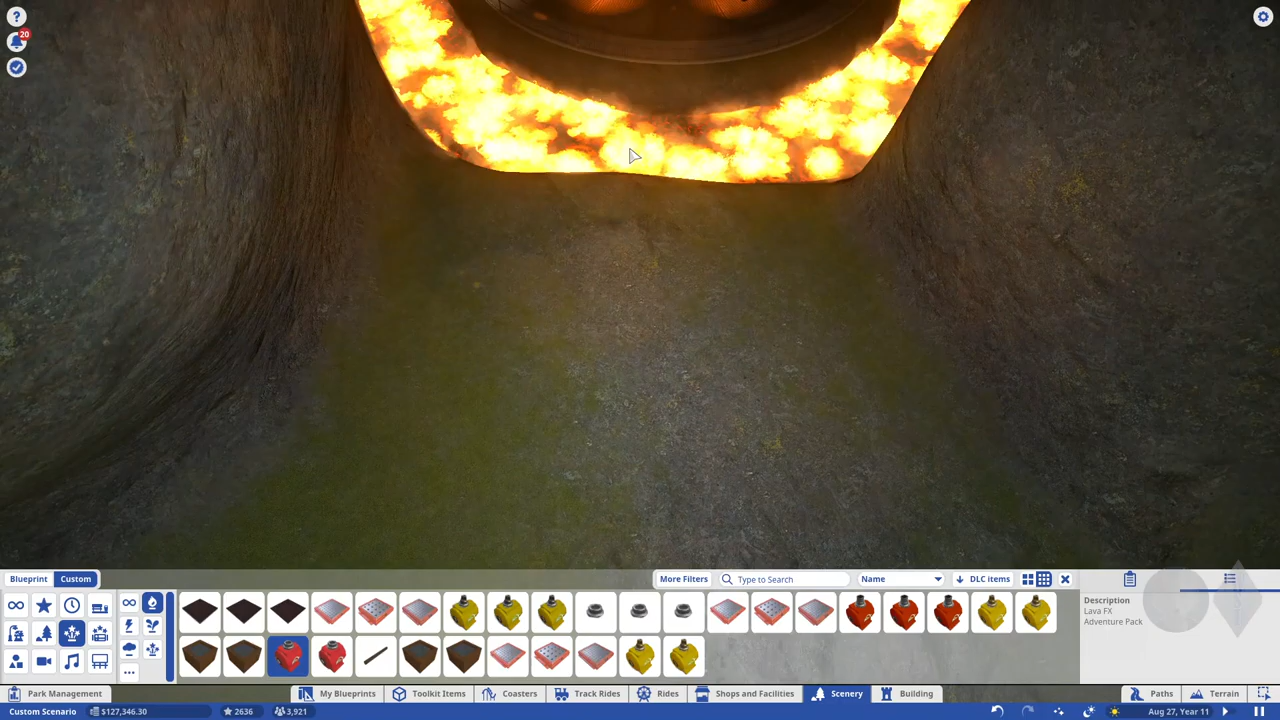 20
Blueprint
Custom
More Filters
Type to Search
Name
DLC items
Description
Lava FX
Adventure Pack
Park Management
My Blueprints
Toolkit Items
Coasters
Track Rides
Rides
Shops and Facilities
Scenery
Building
Paths
Terrain
Custom Scenario
$127,346.30
2636
3,921
Aug 27, Year 11